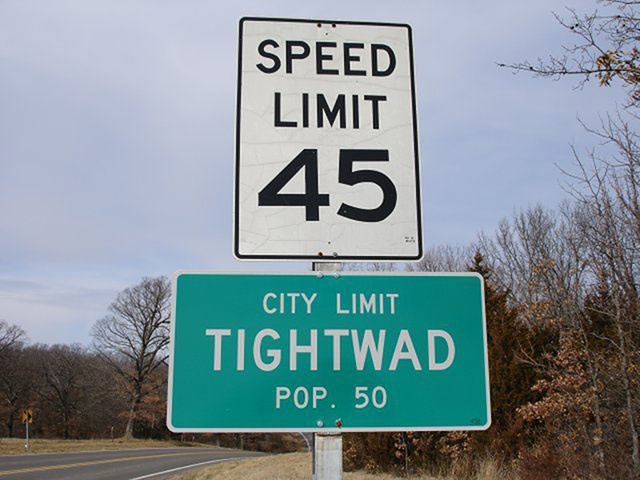 SPEED
LIMIT
45
CITY LIMIT
TIGHTWAD
POP. 50